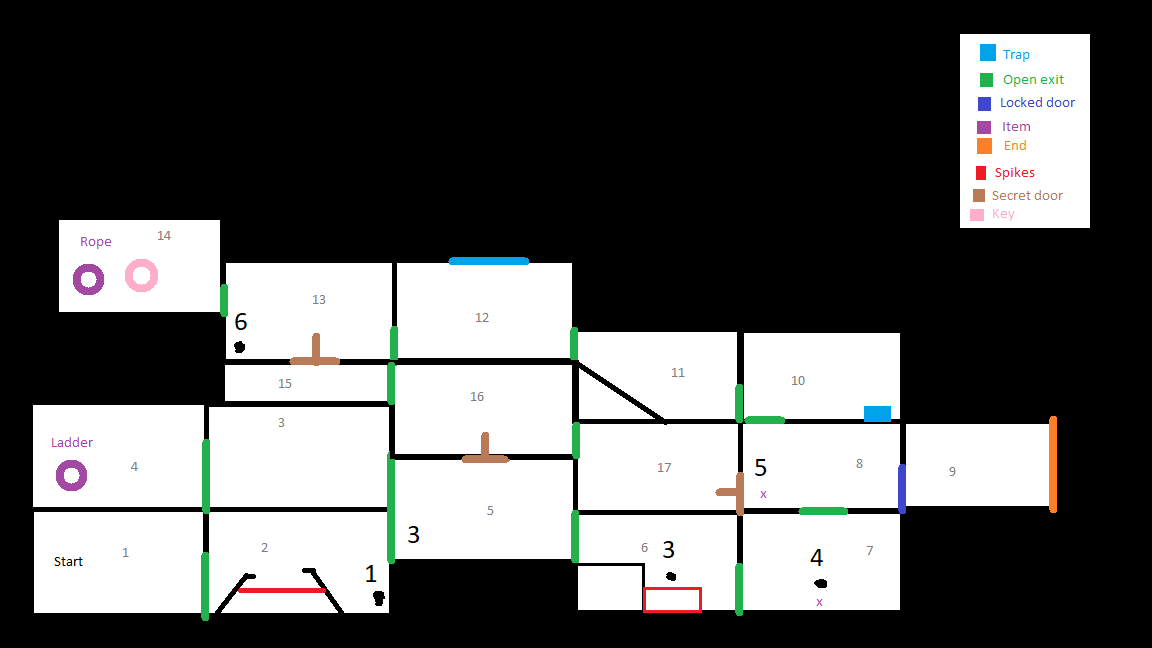 Trap
Open exit
Locked door
Item
End
Spikes
Secret door
Key
Rope
14
13
6
12
11
10
15
16
3
Ladder
4
17
5
8
9
x
5
3
Start
1
2
1
6
3
4
7
x